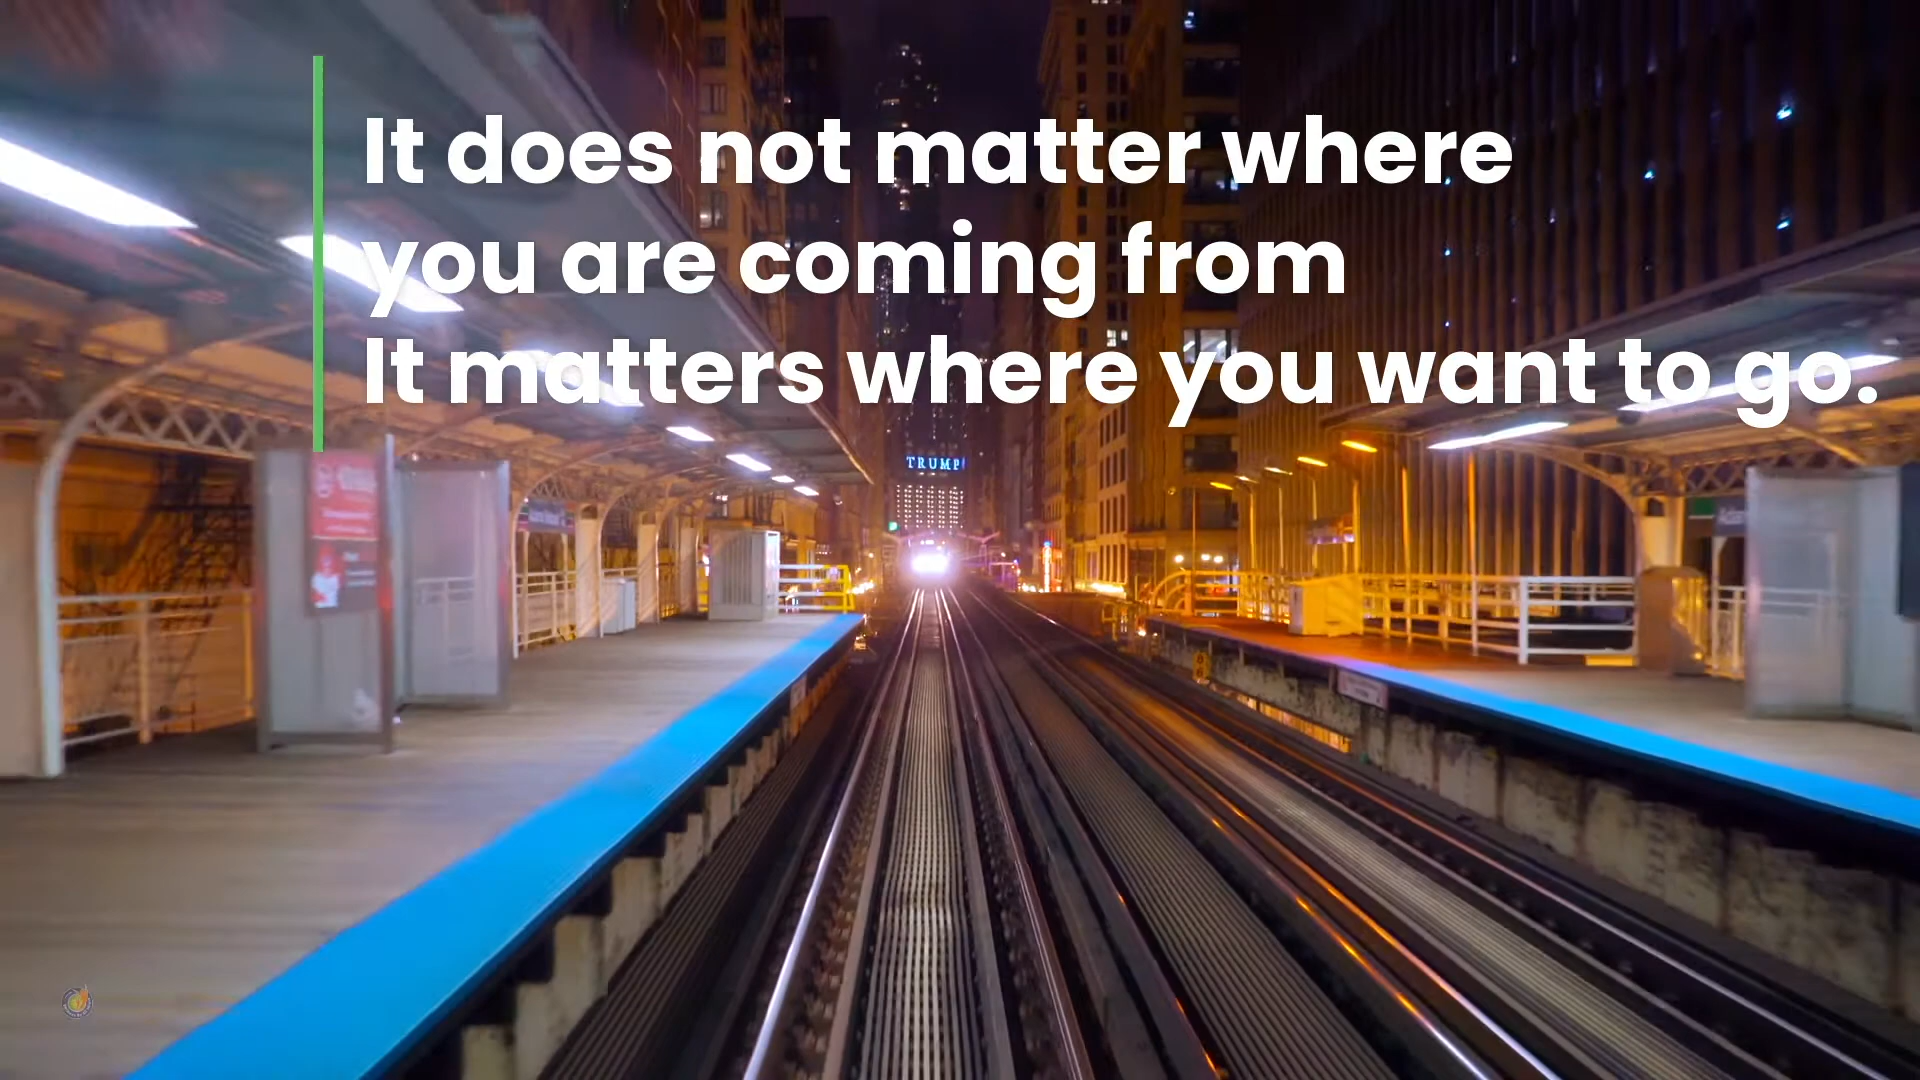 It does not matter where
you are coming from
It matters where you want to go.
TRUMP